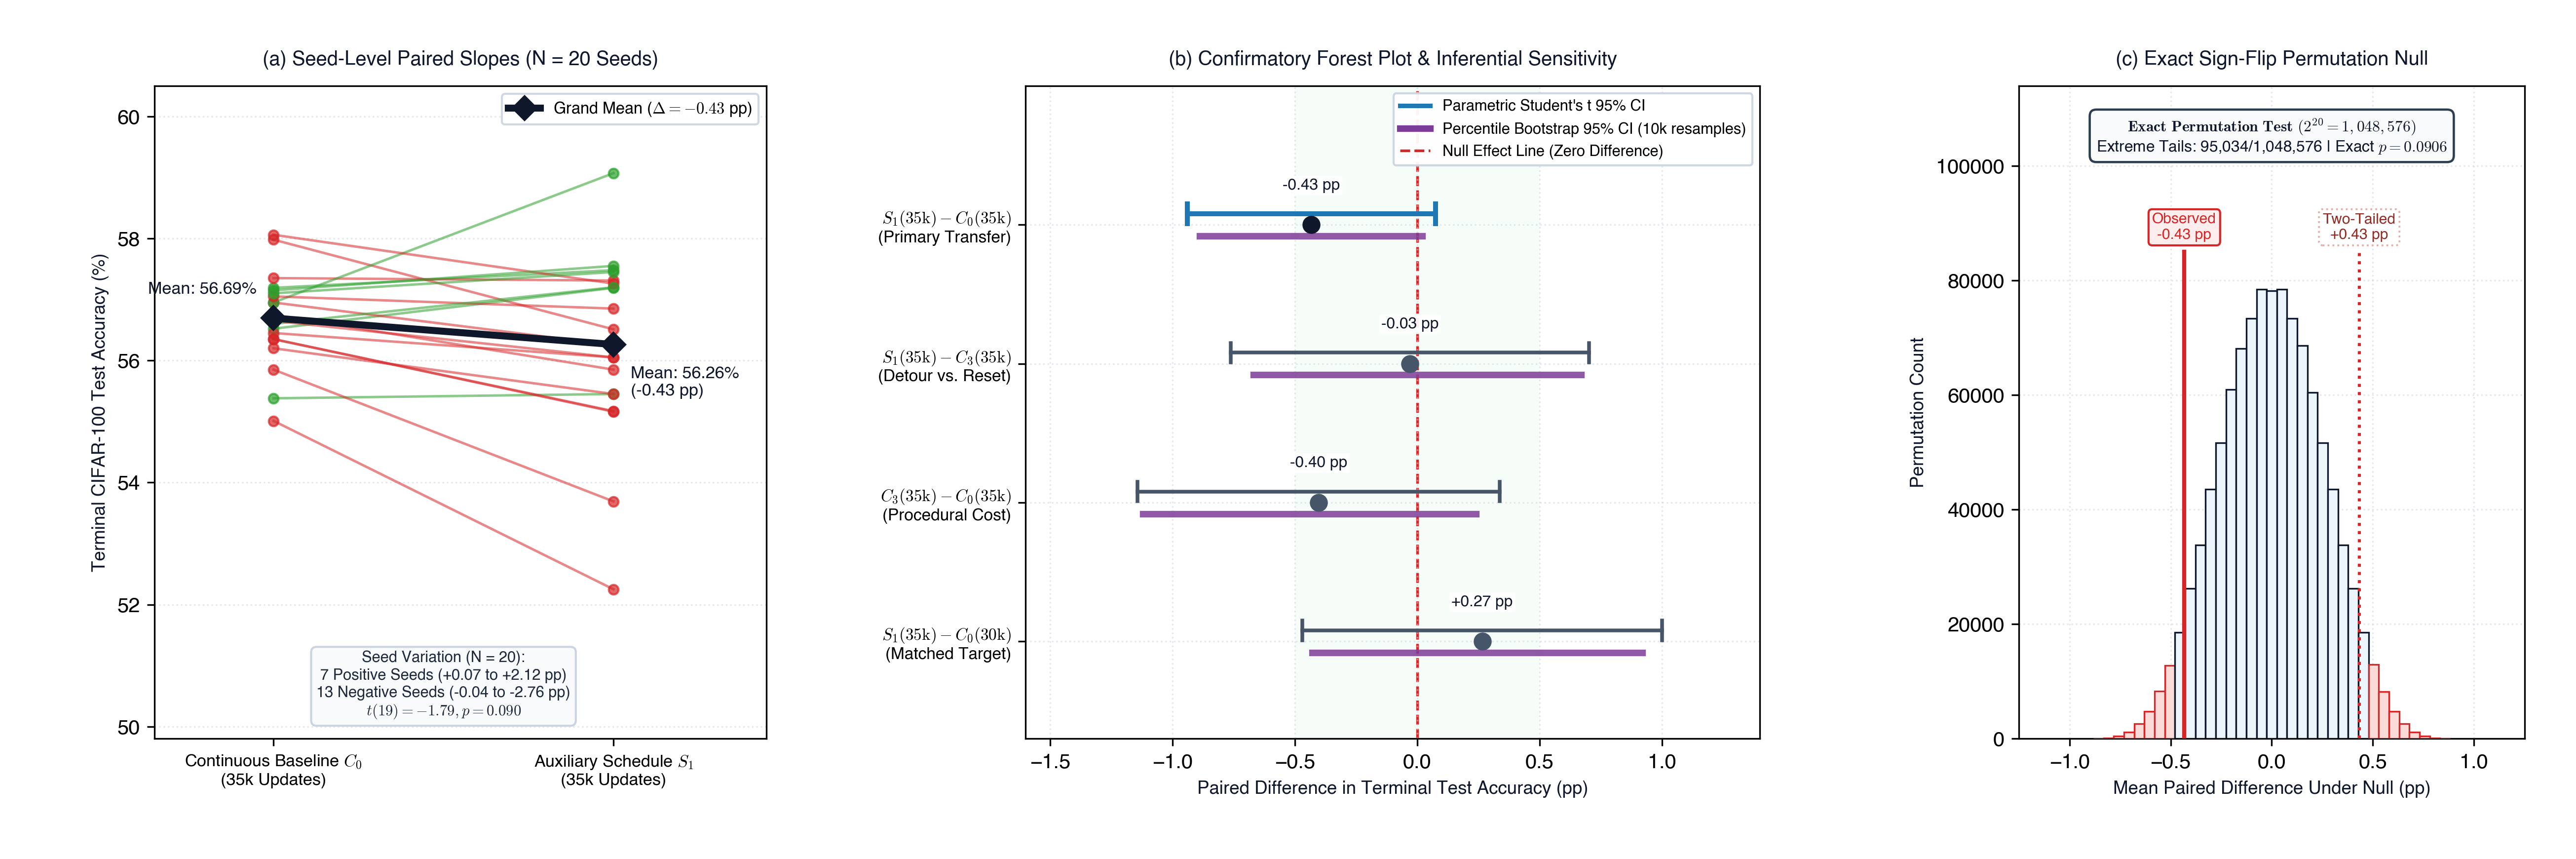 (a) Seed-Level Paired Slopes (N = 20 Seeds)
Grand Mean (Δ = −0.43 pp)
Terminal CIFAR-100 Test Accuracy (%)
60
58
56
54
52
50
Mean: 56.69%
Mean: 56.26%
(-0.43 pp)
Seed Variation (N = 20):
7 Positive Seeds (+0.07 to +2.12 pp)
13 Negative Seeds (-0.04 to -2.76 pp)
t(19) = −1.79, p = 0.090
Continuous Baseline C₀
(35k Updates)
Auxiliary Schedule S₁
(35k Updates)
(b) Confirmatory Forest Plot & Inferential Sensitivity
Parametric Student's t 95% CI
Percentile Bootstrap 95% CI (10k resamples)
Null Effect Line (Zero Difference)
-0.43 pp
S₁(35k) − C₀(35k)
(Primary Transfer)
-0.03 pp
S₁(35k) − C₃(35k)
(Detour vs. Reset)
-0.40 pp
C₃(35k) − C₀(35k)
(Procedural Cost)
+0.27 pp
S₁(35k) − C₀(30k)
(Matched Target)
−1.5 −1.0 −0.5 0.0 0.5 1.0
Paired Difference in Terminal Test Accuracy (pp)
(c) Exact Sign-Flip Permutation Null
Exact Permutation Test (2²⁰ = 1, 048, 576)
Extreme Tails: 95,034/1,048,576 | Exact p = 0.0906
Observed
-0.43 pp
Two-Tailed
+0.43 pp
Permutation Count
100000
80000
60000
40000
20000
0
−1.0 −0.5 0.0 0.5 1.0
Mean Paired Difference Under Null (pp)